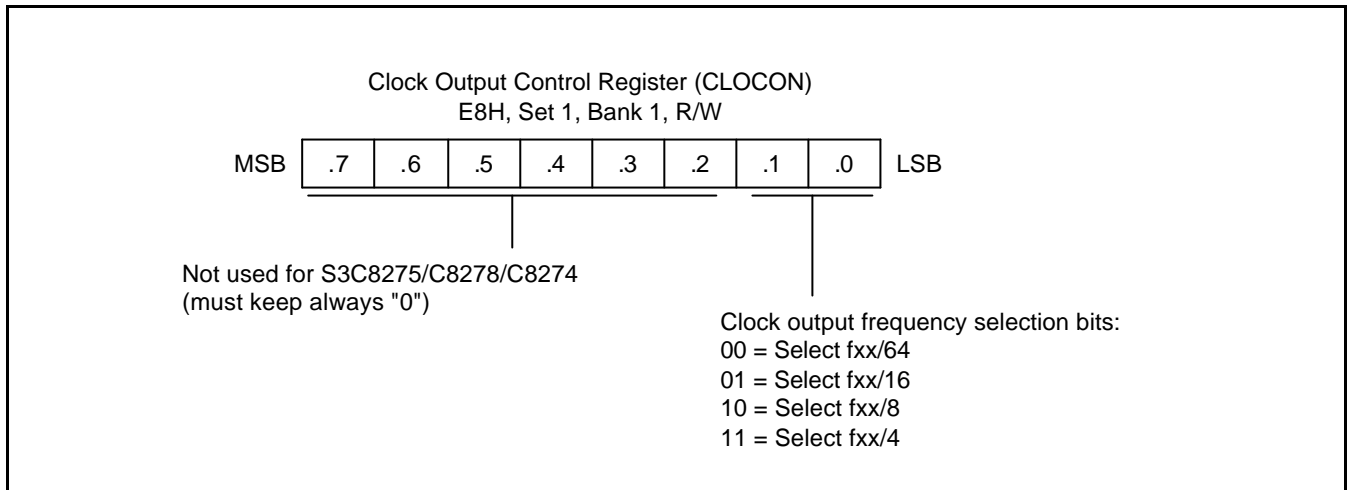 Clock Output Control Register (CLOCON)
E8H, Set 1, Bank 1, R/W
MSB .7 .6 .5 .4 .3 .2 .1 .0 LSB
Not used for S3C8275/C8278/C8274
(must keep always "0")
Clock output frequency selection bits:
00 = Select fxx/64
01 = Select fxx/16
10 = Select fxx/8
11 = Select fxx/4